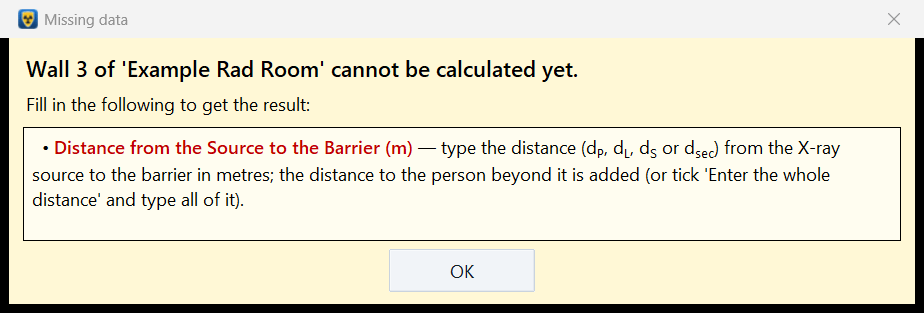 Missing data
Wall 3 of 'Example Rad Room' cannot be calculated yet.
Fill in the following to get the result:
• Distance from the Source to the Barrier (m) — type the distance (dP, dL, dS or dsec) from the X-ray
source to the barrier in metres; the distance to the person beyond it is added (or tick 'Enter the whole
distance' and type all of it).
OK